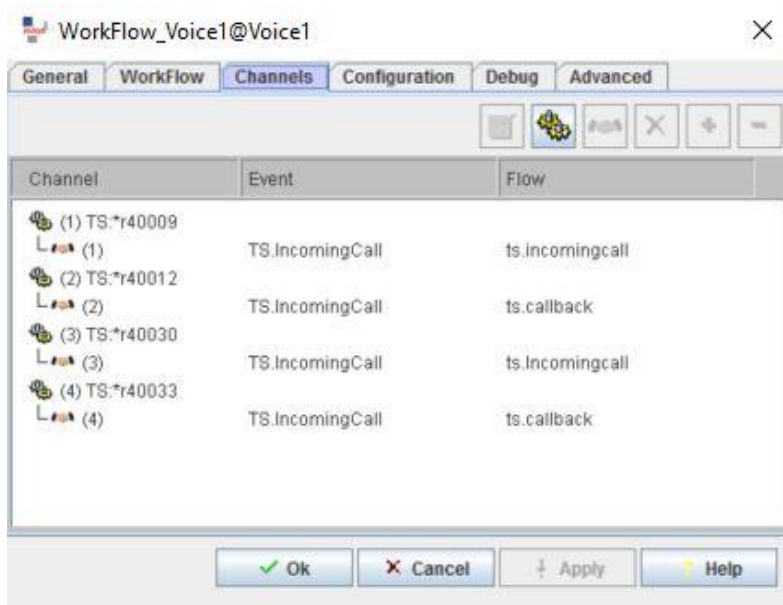 WorkFlow_Voice1@Voice1
General WorkFlow Channels Configuration Debug Advanced
Channel Event Flow
(1) TS:*r40009
(1) TS.IncomingCall ts.incomingcall
(2) TS:*r40012
(2) TS.IncomingCall ts.callback
(3) TS:*r40030
(3) TS.IncomingCall ts.Incomingcall
(4) TS:*r40033
(4) TS.IncomingCall ts.callback
Ok Cancel Apply Help